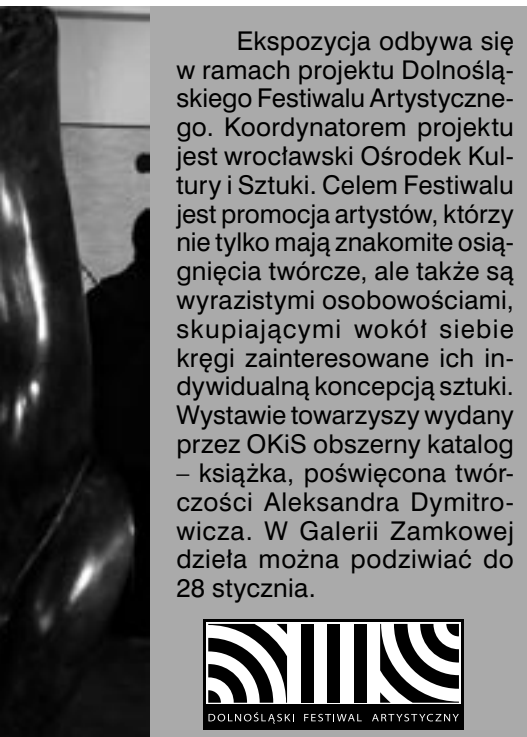 Ekspozycja odbywa się
w ramach projektu Dolnoślą-
skiego Festiwalu Artystyczne-
go. Koordynatorem projektu
jest wrocławski Ośrodek Kul-
tury i Sztuki. Celem Festiwalu
jest promocja artystów, którzy
nie tylko mają znakomite osią-
gnięcia twórcze, ale także są
wyrazistymi osobowościami,
skupiającymi wokół siebie
kręgi zainteresowane ich in-
dywidualną koncepcją sztuki.
Wystawie towarzyszy wydany
przez OKiS obszerny katalog
– książka, poświęcona twór-
czości Aleksandra Dymitro-
wicza. W Galerii Zamkowej
dzieła można podziwiać do
28 stycznia.
DOLNOŚLĄSKI FESTIWAL ARTYSTYCZNY